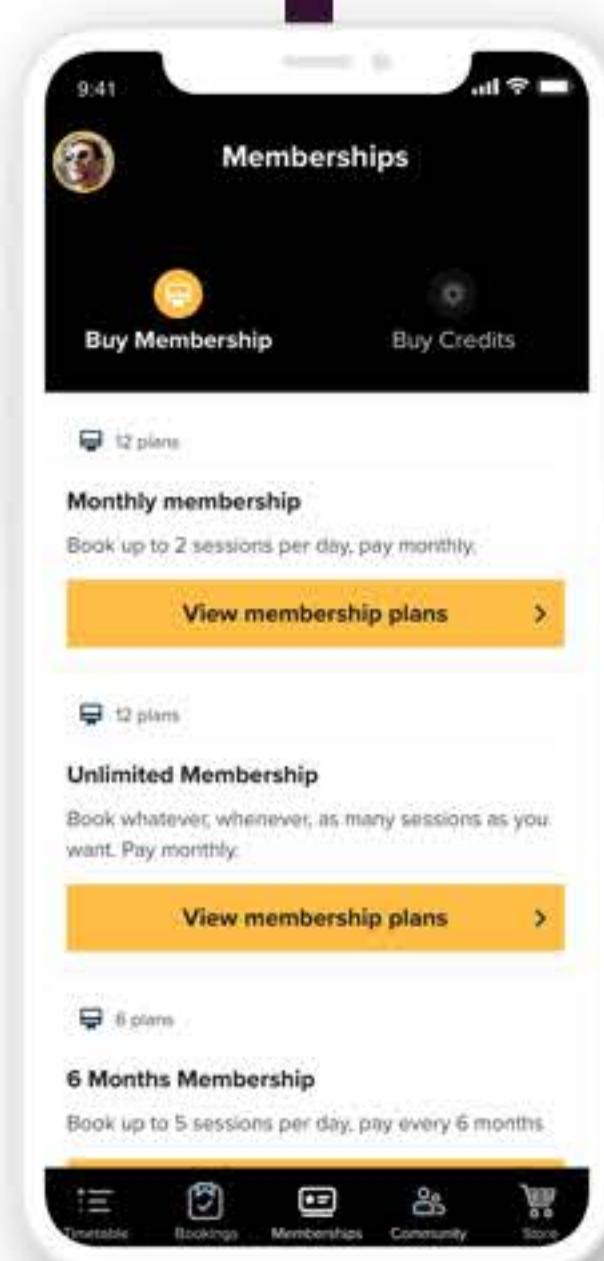 9:41
Memberships
Buy Membership
Buy Credits
12 plans
Monthly membership
Book up to 2 sessions per day, pay monthly.
View membership plans
12 plans
Unlimited Membership
Book whatever, whenever, as many sessions as you
want. Pay monthly.
View membership plans
6 plans
6 Months Membership
Book up to 5 sessions per day, pay every 6 months
Timetable Bookings Memberships Community Store